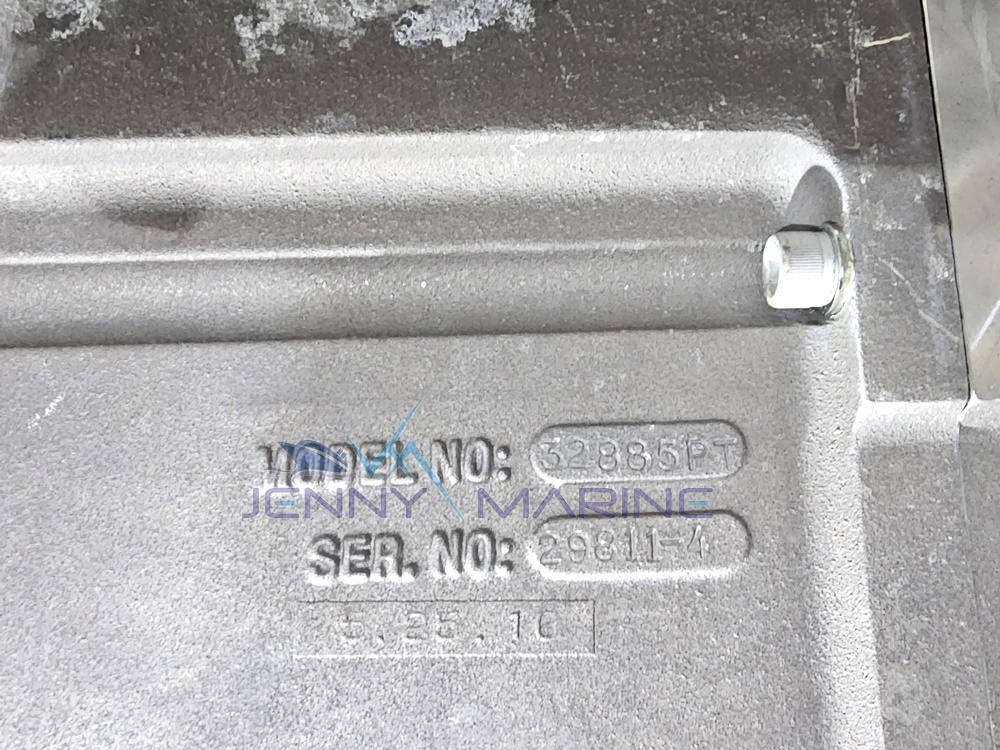 MODEL NO: 32885PT
JENNY MARINE
SER. NO: 29811-4